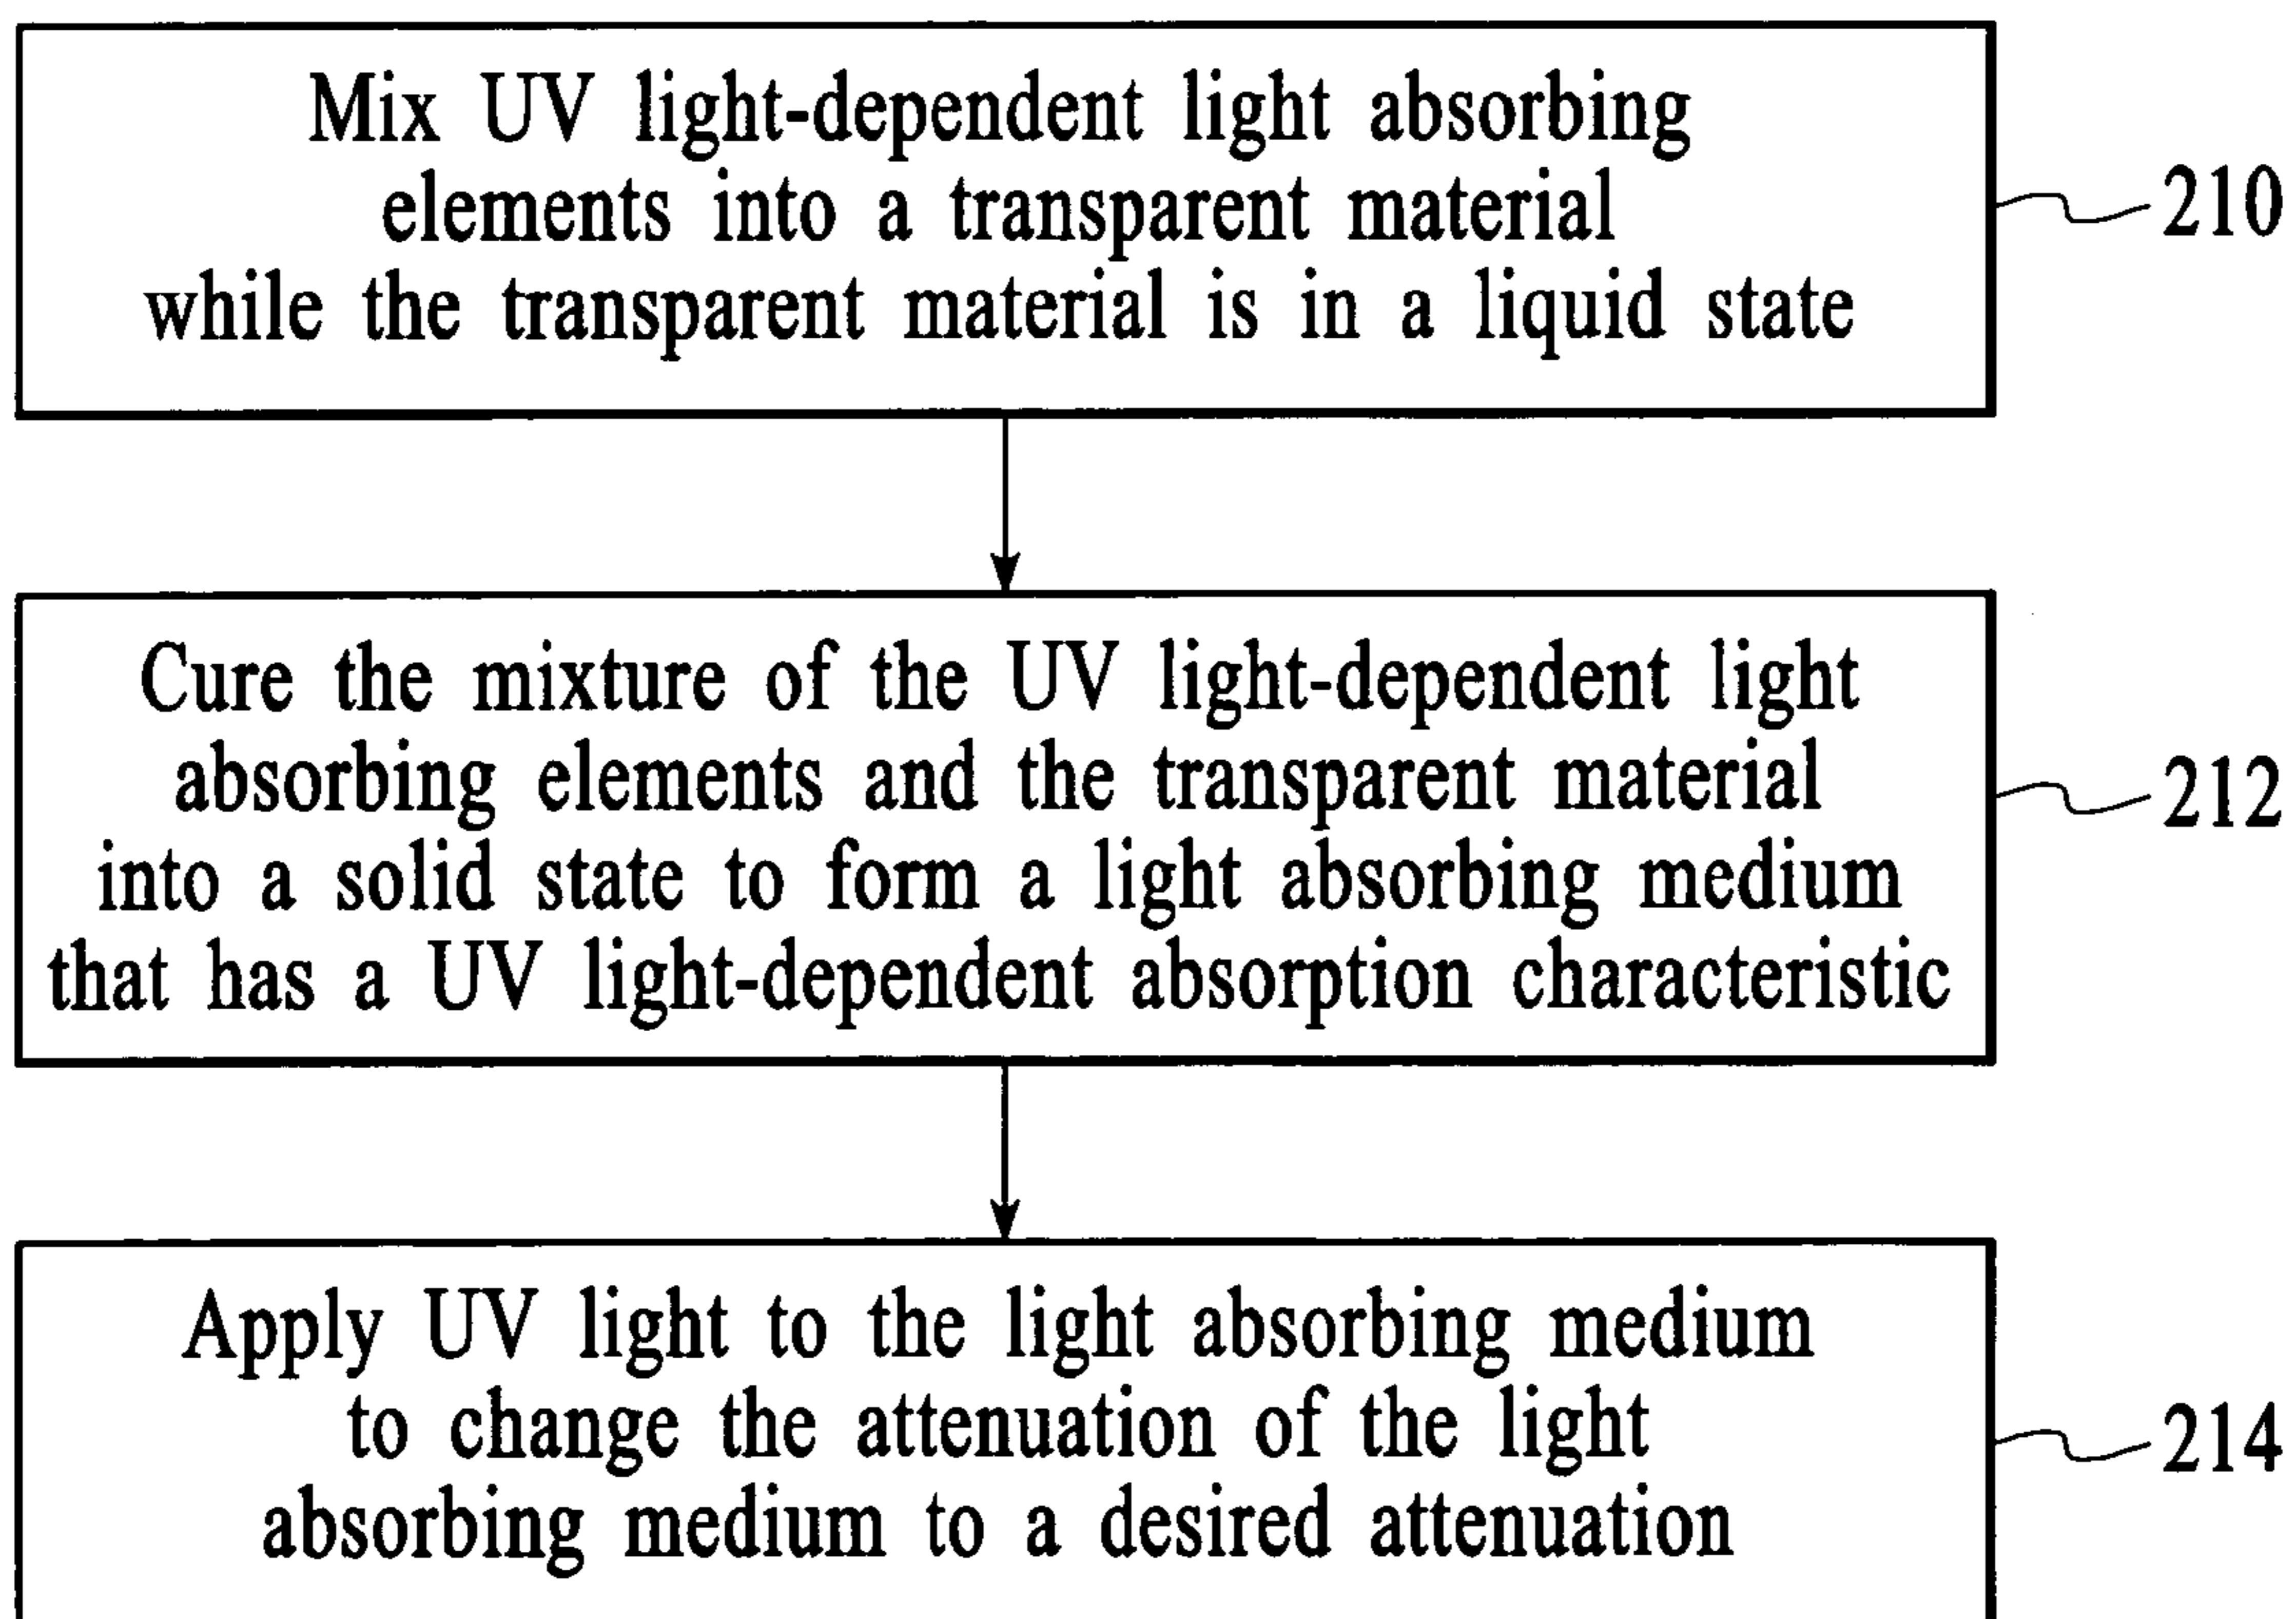 Mix UV light-dependent light absorbing
elements into a transparent material
while the transparent material is in a liquid state
210
Cure the mixture of the UV light-dependent light
absorbing elements and the transparent material
into a solid state to form a light absorbing medium
that has a UV light-dependent absorption characteristic
212
Apply UV light to the light absorbing medium
to change the attenuation of the light
absorbing medium to a desired attenuation
214